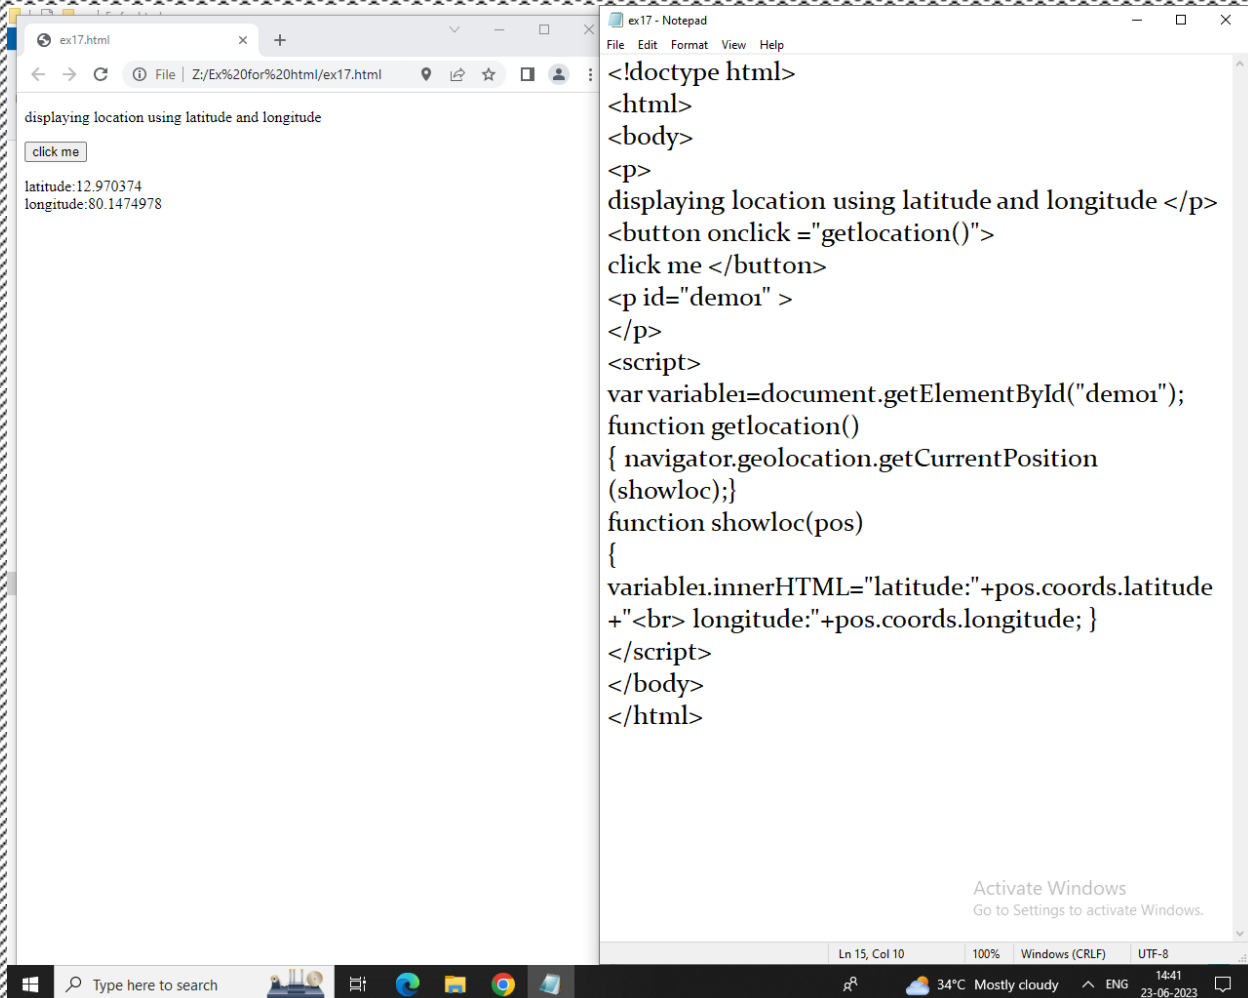 ex17.html
File
Z:/Ex%20for%20html/ex17.html
displaying location using latitude and longitude
click me
latitude:12.970374
longitude:80.1474978
ex17 - Notepad
File Edit Format View Help
<!doctype html>
<html>
<body>
<p>
displaying location using latitude and longitude </p>
<button onclick ="getlocation()">
click me </button>
<p id="demo1" >
</p>
<script>
var variable1=document.getElementById("demo1");
function getlocation()
{ navigator.geolocation.getCurrentPosition
(showloc);}
function showloc(pos)
{
variable1.innerHTML="latitude:"+pos.coords.latitude
+"<br> longitude:"+pos.coords.longitude; }
</script>
</body>
</html>
Activate Windows
Go to Settings to activate Windows.
Ln 15, Col 10 100% Windows (CRLF) UTF-8
Type here to search
34°C Mostly cloudy
ENG
14:41
23-06-2023